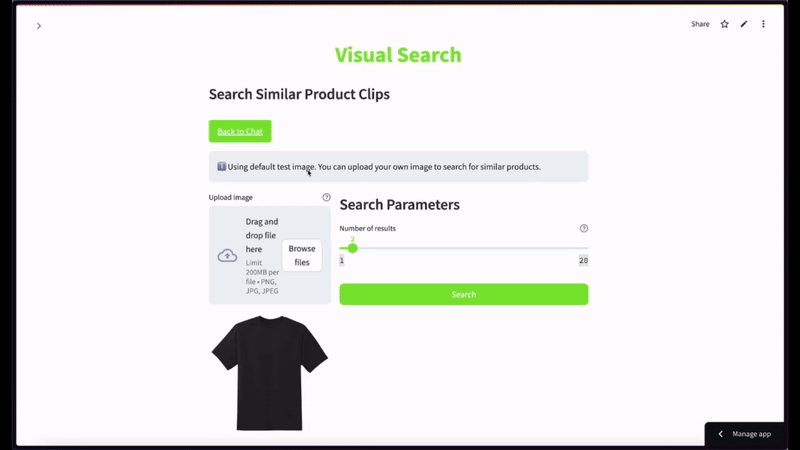 Share
Visual Search
Search Similar Product Clips
Back to Chat
Using default test image. You can upload your own image to search for similar products.
Upload image
Drag and
drop file
here
Limit
200MB per
file • PNG,
JPG, JPEG
Browse
files
Search Parameters
Number of results
2
1
20
Search
Manage app